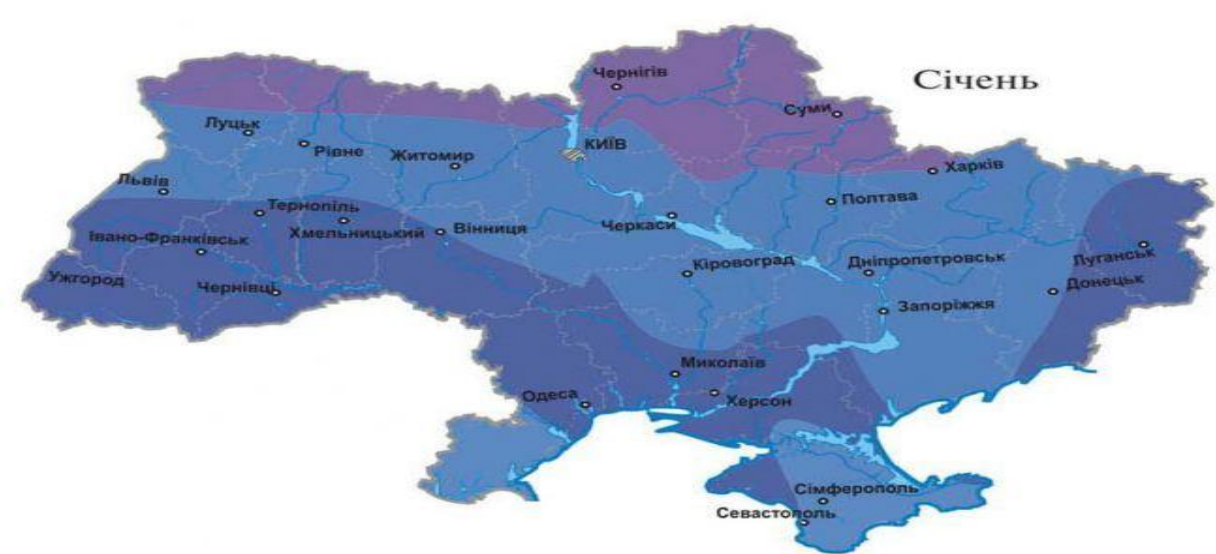 Січень
Чернігів
Суми
Луцьк
Рівне
Житомир
КИЇВ
Харків
Львів
Полтава
Тернопіль
Хмельницький
Вінниця
Черкаси
Івано-Франківськ
Луганськ
Кіровоград
Дніпропетровськ
Ужгород
Чернівці
Донецьк
Запоріжжя
Миколаїв
Одеса
Херсон
Сімферополь
Севастополь